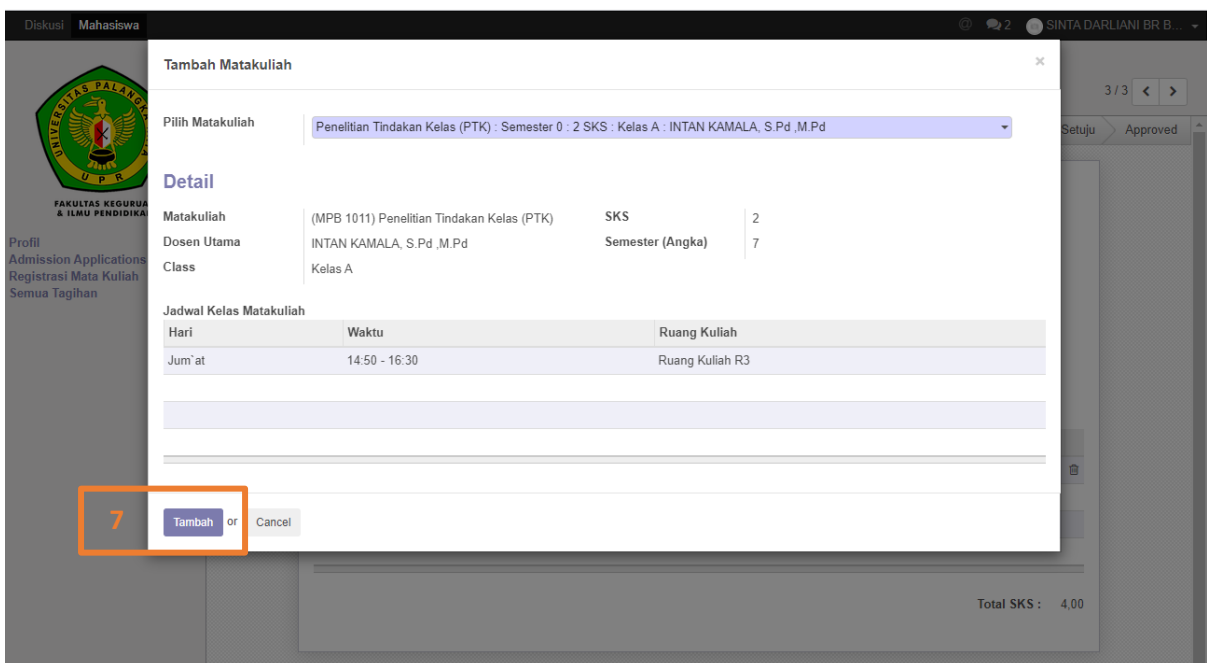 Diskusi Mahasiswa @ 2 SINTA DARLIANI BR B...
Tambah Matakuliah ×
3 / 3
Pilih Matakuliah Penelitian Tindakan Kelas (PTK) : Semester 0 : 2 SKS : Kelas A : INTAN KAMALA, S.Pd ,M.Pd
Setuju Approved
UPR
FAKULTAS KEGURUA
& ILMU PENDIDIKA
Detail
Matakuliah (MPB 1011) Penelitian Tindakan Kelas (PTK) SKS 2
Dosen Utama INTAN KAMALA, S.Pd ,M.Pd Semester (Angka) 7
Class Kelas A
Profil
Admission Applications
Registrasi Mata Kuliah
Semua Tagihan
Jadwal Kelas Matakuliah
Hari Waktu Ruang Kuliah
Jum`at 14:50 - 16:30 Ruang Kuliah R3
7 Tambah or Cancel
Total SKS : 4,00